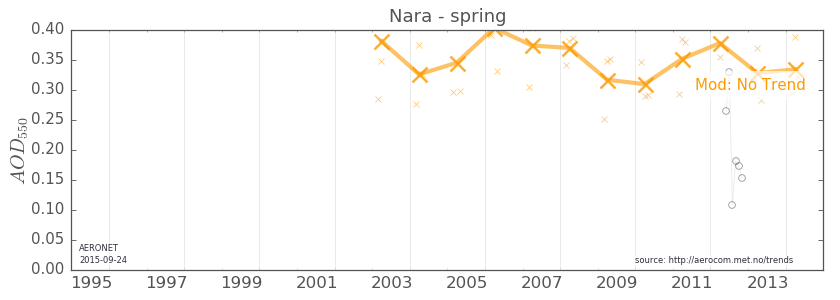 Nara - spring
0.40
0.35
0.30
0.25
0.20
0.15
0.10
0.05
0.00
AOD550
Mod: No Trend
AERONET
2015-09-24
source: http://aerocom.met.no/trends
1995 1997 1999 2001 2003 2005 2007 2009 2011 2013